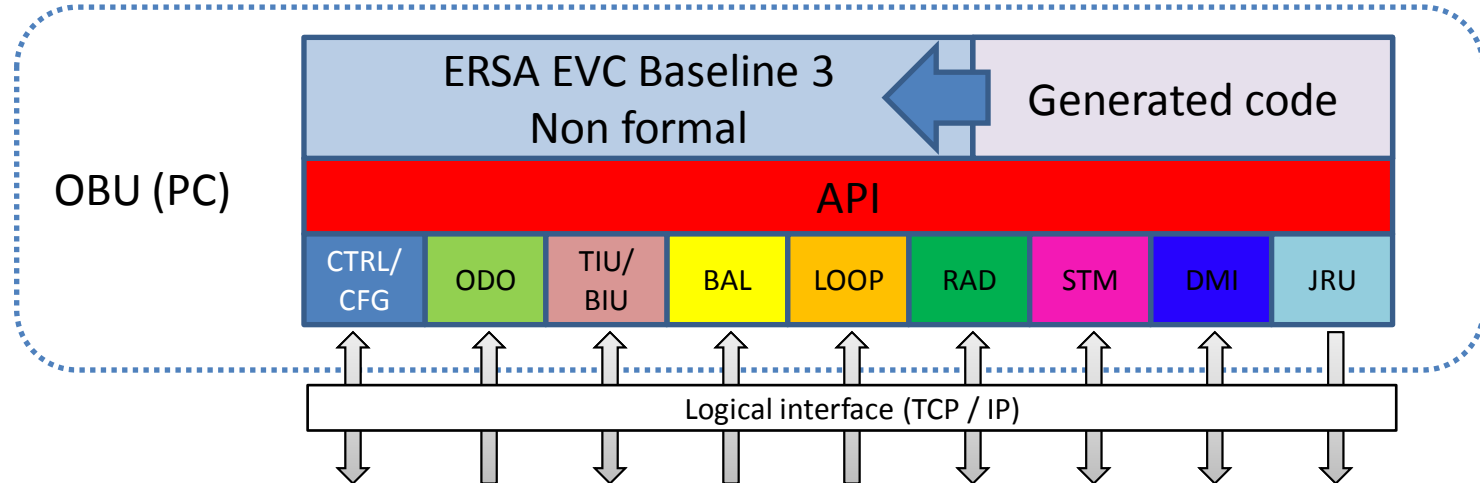 ERSA EVC Baseline 3
Non formal
Generated code
OBU (PC)
API
CTRL/
CFG
ODO
TIU/
BIU
BAL
LOOP
RAD
STM
DMI
JRU
Logical interface (TCP / IP)